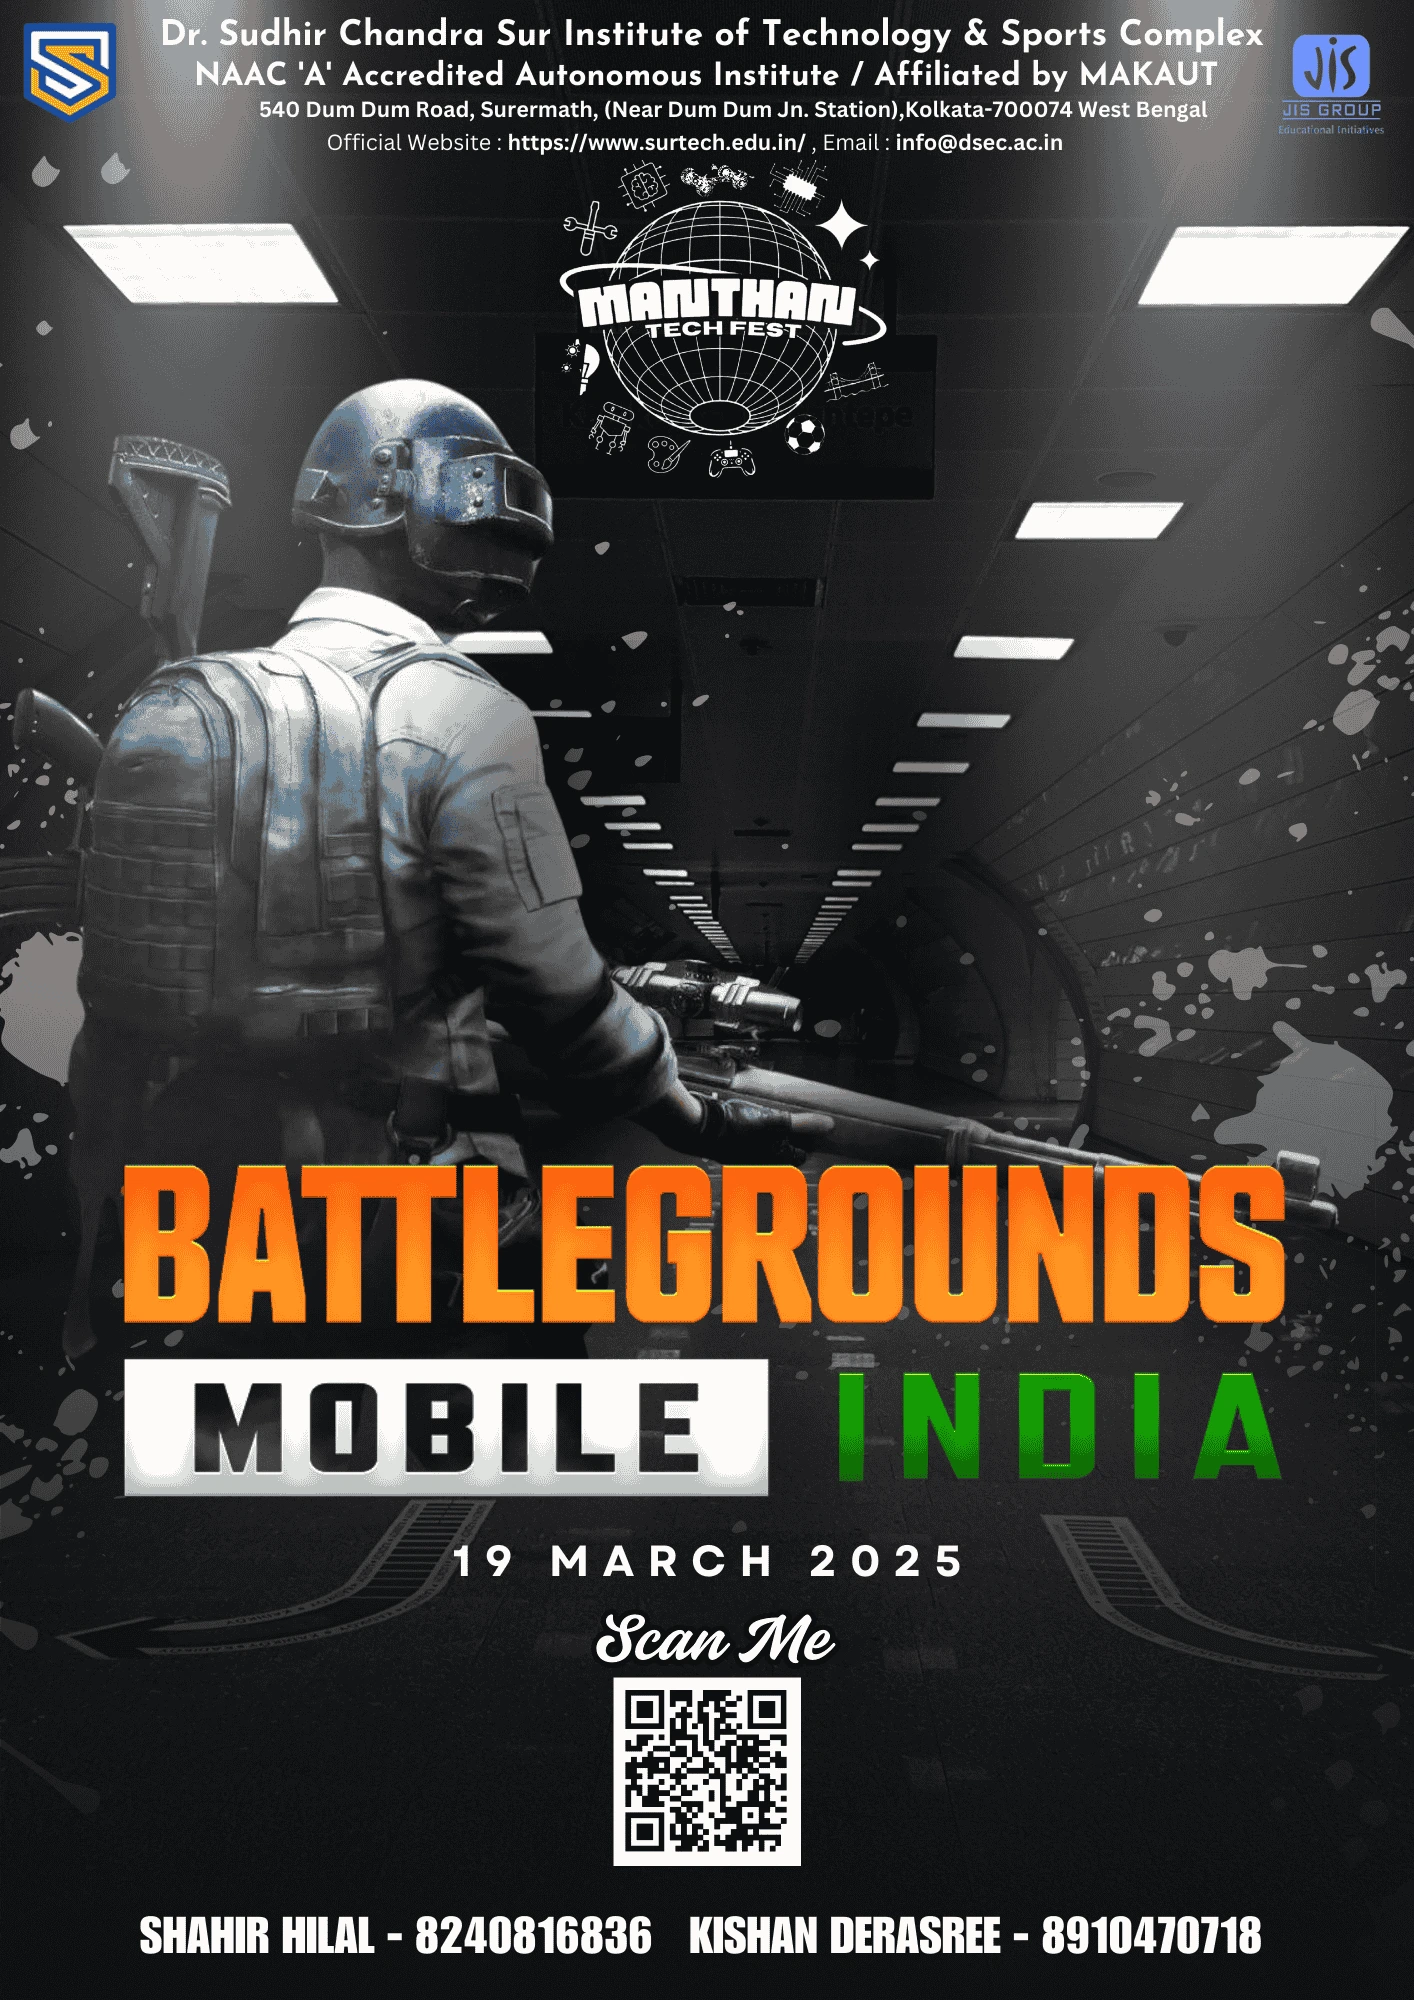 Dr. Sudhir Chandra Sur Institute of Technology & Sports Complex
NAAC 'A' Accredited Autonomous Institute / Affiliated by MAKAUT
540 Dum Dum Road, Surermath, (Near Dum Dum Jn. Station),Kolkata-700074 West Bengal
Official Website : https://www.surtech.edu.in/ , Email : info@dsec.ac.in
JIS
JIS GROUP
Educational Initiatives
MANTHAN
TECH FEST
BATTLEGROUNDS
MOBILE INDIA
19 MARCH 2025
Scan Me
SHAHIR HILAL - 8240816836 KISHAN DERASREE - 8910470718